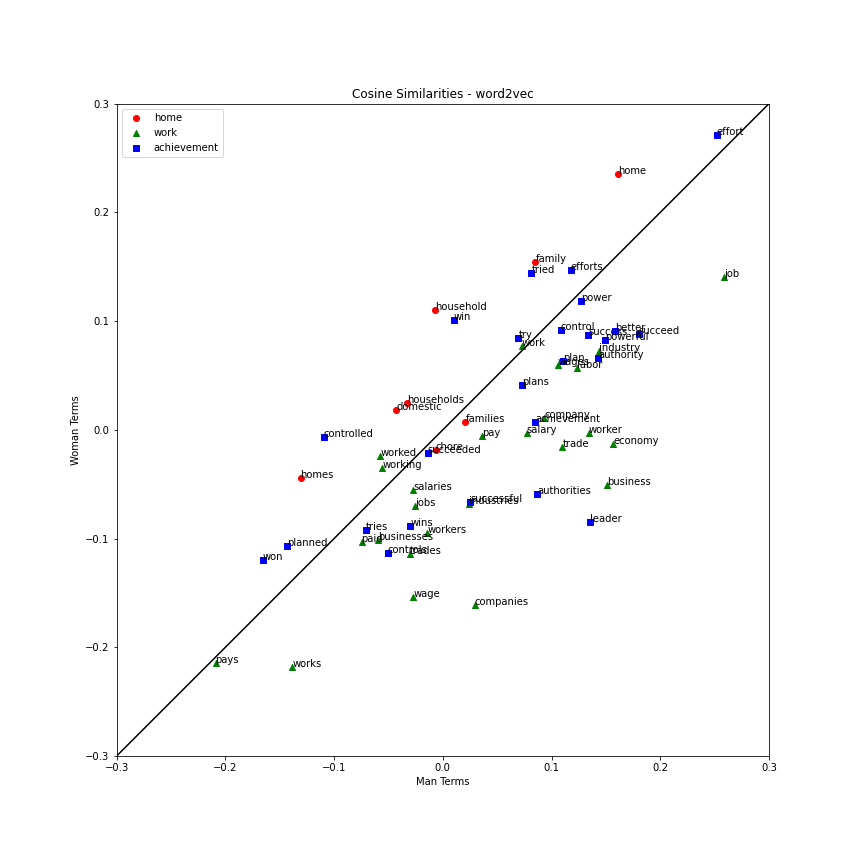 Cosine Similarities - word2vec
home
work
achievement
0.3
0.2
0.1
0.0
−0.1
−0.2
−0.3
Woman Terms
effort
home
family
tried
efforts
job
household
win
power
try
work
control
success
better
succeed
powerful
industry
authority
plan
wages
labor
plans
households
domestic
families
company
achievement
controlled
pay
salary
worker
trade
economy
chore
succeeded
worked
working
homes
salaries
jobs
successful
industries
authorities
business
leader
tries
wins
workers
paid
businesses
planned
controls
trades
won
wage
companies
pays
works
−0.3
−0.2
−0.1
0.0
0.1
0.2
0.3
Man Terms